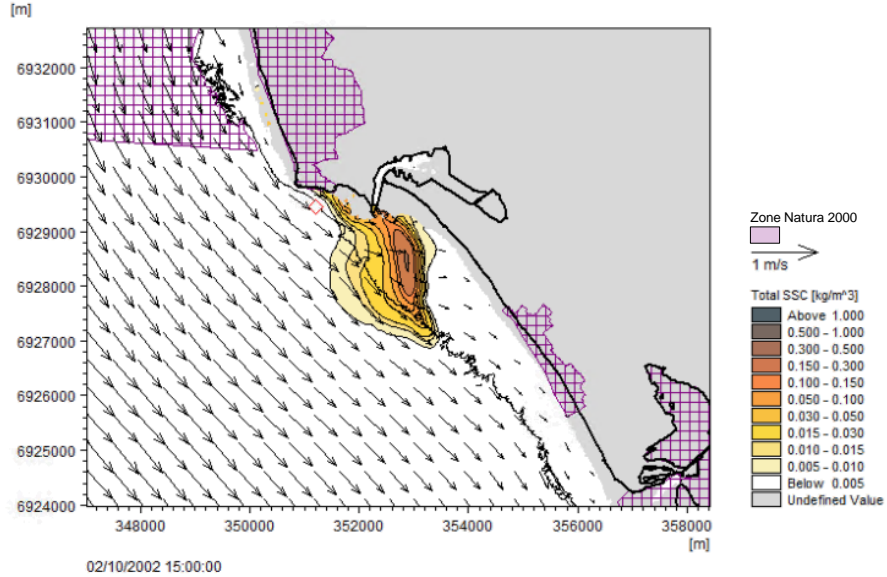 [m]
6932000
6931000
6930000
6929000
6928000
6927000
6926000
6925000
6924000
348000 350000 352000 354000 356000 358000
[m]
02/10/2002 15:00:00
Zone Natura 2000
1 m/s
Total SSC [kg/m^3]
Above 1.000
0.500 - 1.000
0.300 - 0.500
0.150 - 0.300
0.100 - 0.150
0.050 - 0.100
0.030 - 0.050
0.015 - 0.030
0.010 - 0.015
0.005 - 0.010
Below 0.005
Undefined Value